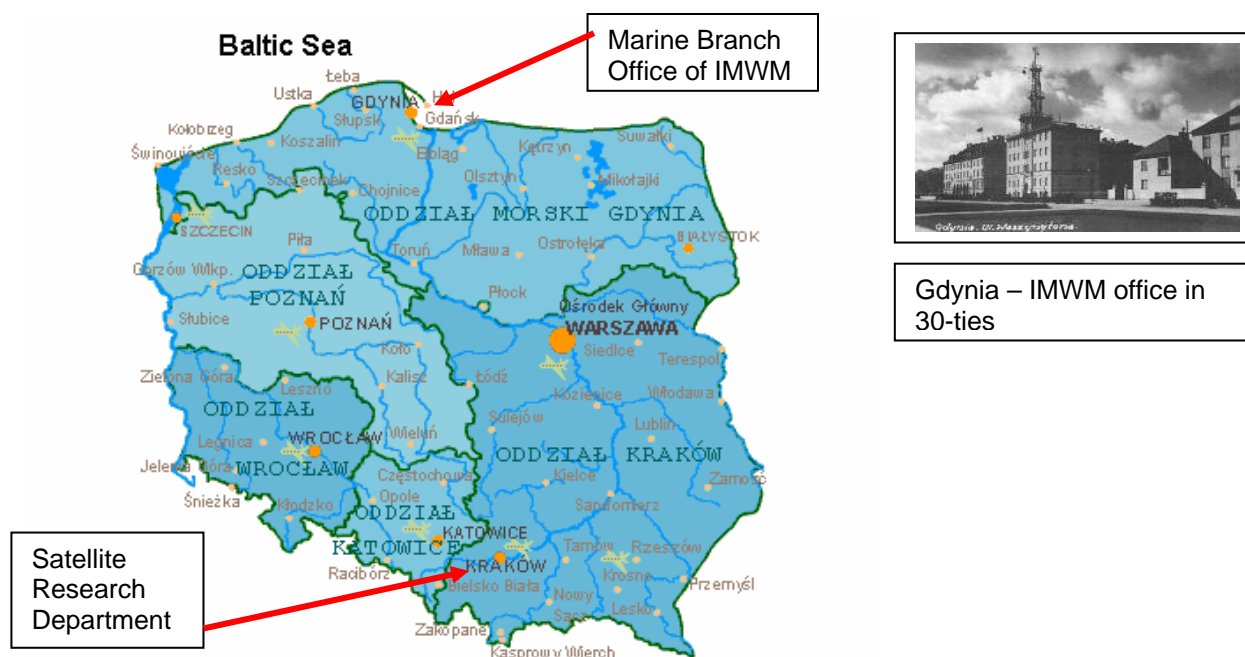 Baltic Sea
Marine Branch
Office of IMWM
Łeba
Ustka
GDYNIA
Słupsk
Gdańsk
Kołobrzeg
Koszalin
Świnoujście
Elbląg
Kętrzyn
Suwałki
Resko
Szczecinek
Chojnice
Olsztyn
Mikołajki
ODDZIAŁ MORSKI GDYNIA
SZCZECIN
Piła
Toruń
Mława
Ostrołęka
BIAŁYSTOK
Gorzów Wlkp.
ODDZIAŁ
POZNAŃ
Płock
Ośrodek Główny
WARSZAWA
Słubice
POZNAŃ
Koło
Siedlce
Terespol
Zielona Góra
Leszno
Kalisz
Łódź
Kozienice
Włodawa
ODDZIAŁ
WROCŁAW
Sulejów
Lublin
Legnica
WROCŁAW
Wieluń
ODDZIAŁ KRAKÓW
Jelenia Góra
Częstochowa
Kielce
Zamość
Śnieżka
Kłodzko
Opole
Sandomierz
ODDZIAŁ
KATOWICE
KATOWICE
Tarnów
Rzeszów
KRAKÓW
Racibórz
Bielsko Biała
Krosno
Przemyśl
Nowy
Sącz
Lesko
Zakopane
Kasprowy Wierch
Satellite
Research
Department
Gdynia. Ul. Waszyngtona.
Gdynia – IMWM office in
30-ties